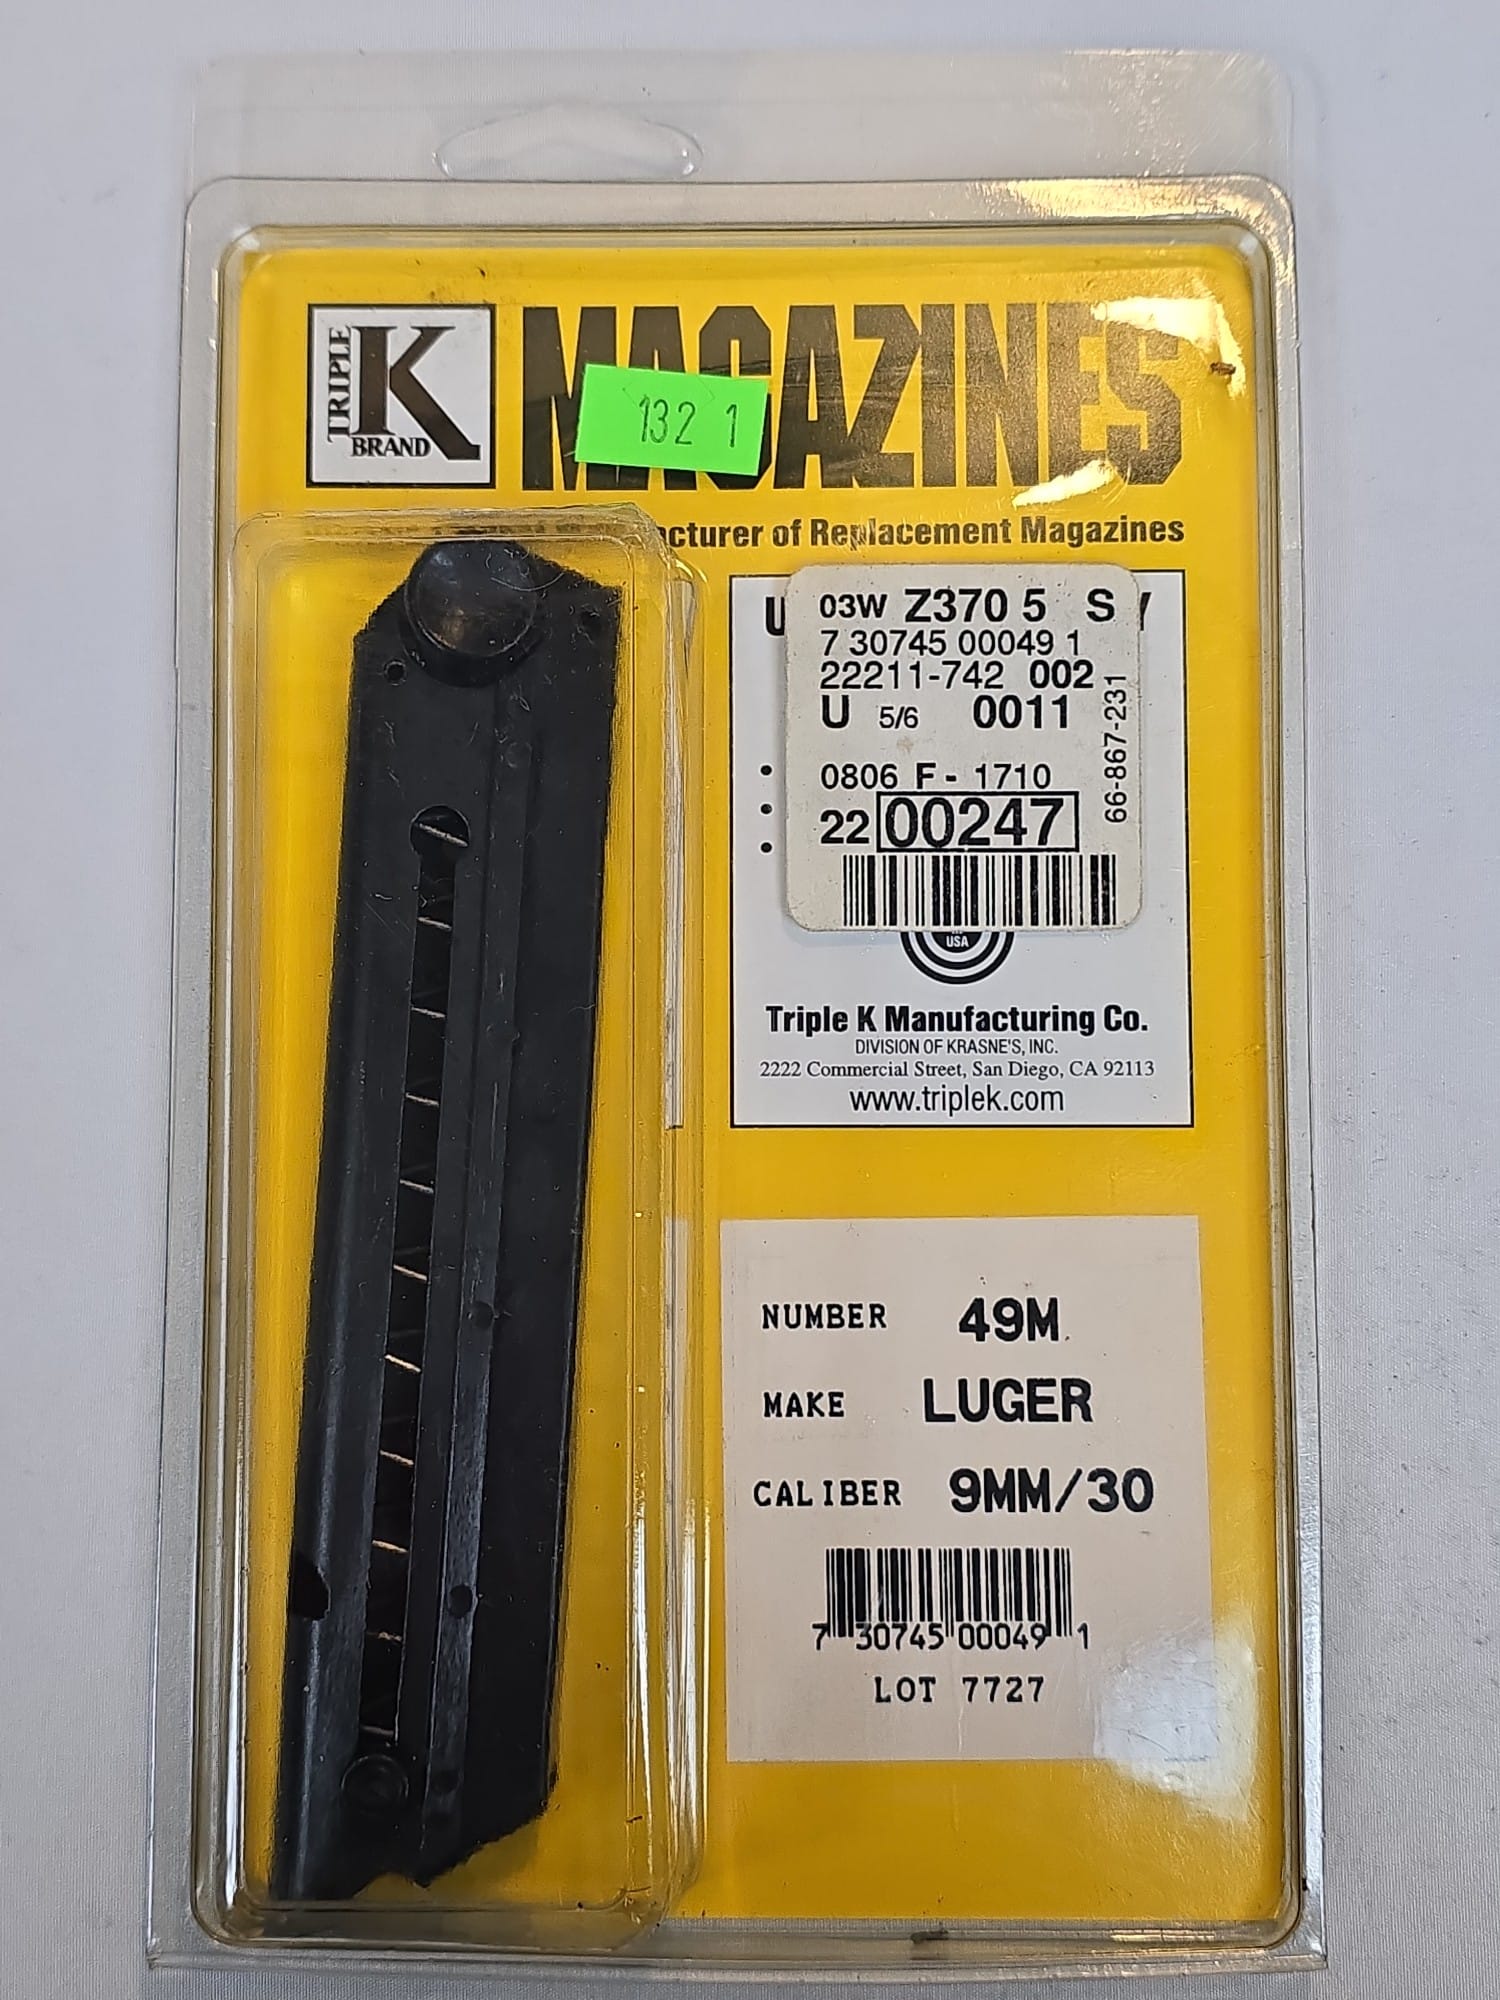 TRIPLE
K
BRAND
MAGAZINES
132 1
of Replacement Magazines
03W Z370 5 S
7 30745 00049 1
22211-742 002
U 5/6 0011
66-867-231
0806 F - 1710
22 00247
USA
Triple K Manufacturing Co.
DIVISION OF KRASNE'S, INC.
2222 Commercial Street, San Diego, CA 92113
www.triplek.com
NUMBER 49M
MAKE LUGER
CALIBER 9MM/30
7 30745 00049 1
LOT 7727